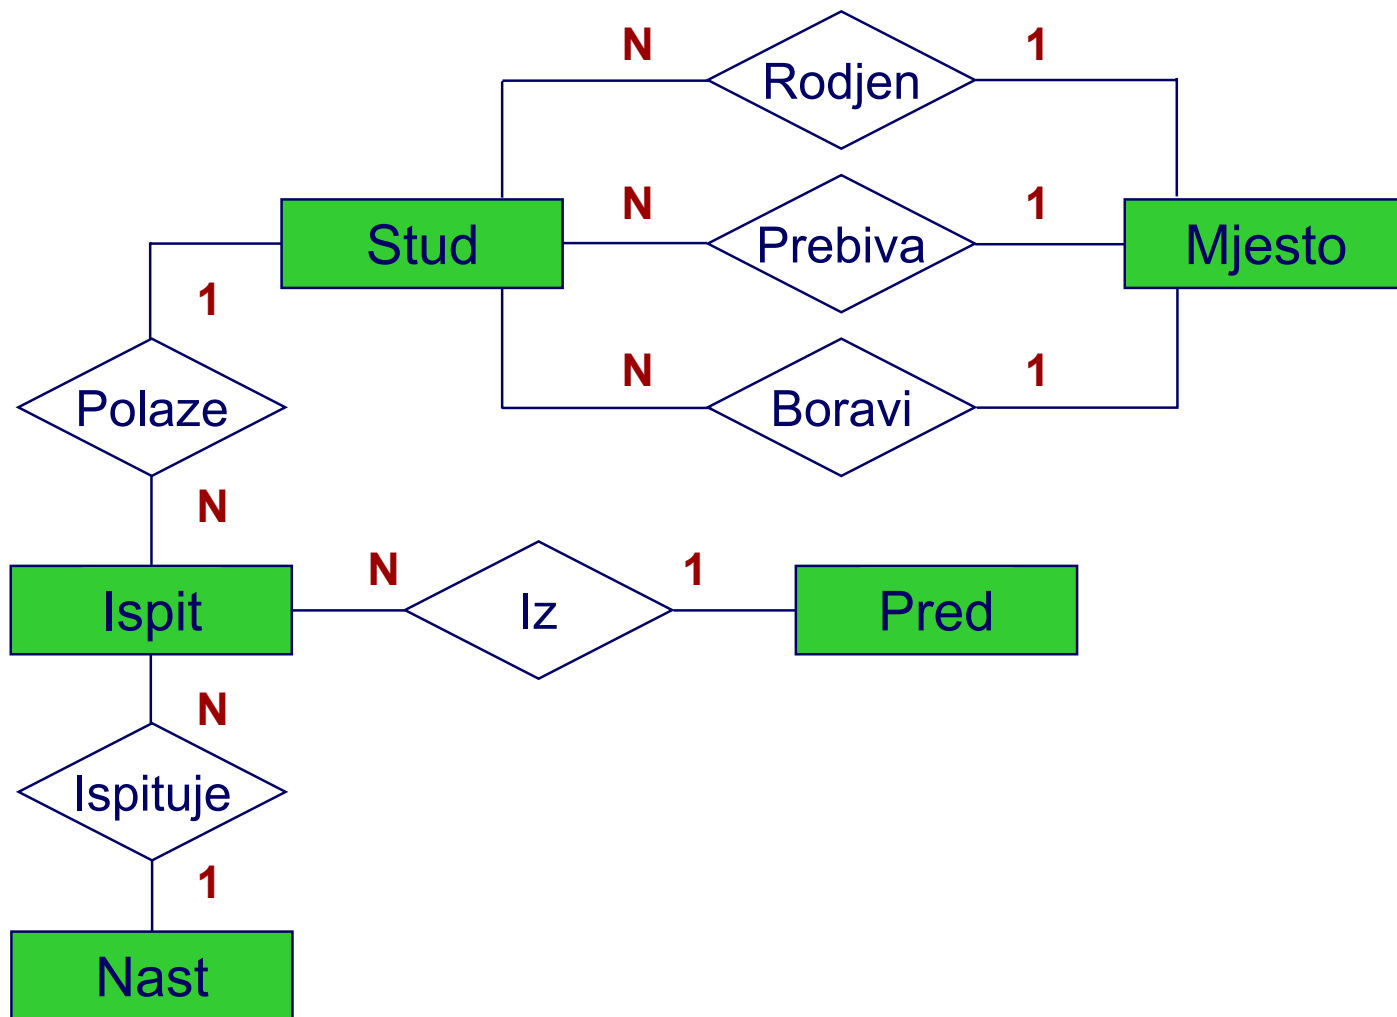 N
Rodjen
1
Stud
N
Prebiva
1
Mjesto
1
N
Boravi
1
Polaze
N
Ispit
N
Iz
1
Pred
N
Ispituje
1
Nast